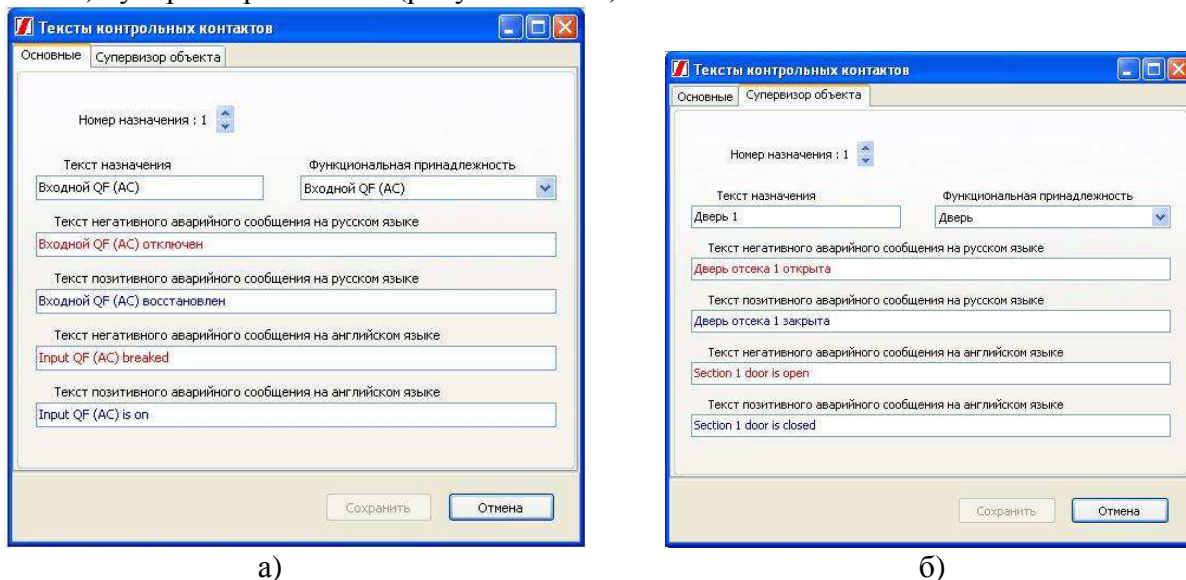 Тексты контрольных контактов
Основные Супервизор объекта
Номер назначения : 1
Текст назначения Функциональная принадлежность
Входной QF (AC) Входной QF (AC)
Текст негативного аварийного сообщения на русском языке
Входной QF (AC) отключен
Текст позитивного аварийного сообщения на русском языке
Входной QF (AC) восстановлен
Текст негативного аварийного сообщения на английском языке
Input QF (AC) breaked
Текст позитивного аварийного сообщения на английском языке
Input QF (AC) is on
Сохранить Отмена
а)
Тексты контрольных контактов
Основные Супервизор объекта
Номер назначения : 1
Текст назначения Функциональная принадлежность
Дверь 1 Дверь
Текст негативного аварийного сообщения на русском языке
Дверь отсека 1 открыта
Текст позитивного аварийного сообщения на русском языке
Дверь отсека 1 закрыта
Текст негативного аварийного сообщения на английском языке
Section 1 door is open
Текст позитивного аварийного сообщения на английском языке
Section 1 door is closed
Сохранить Отмена
б)